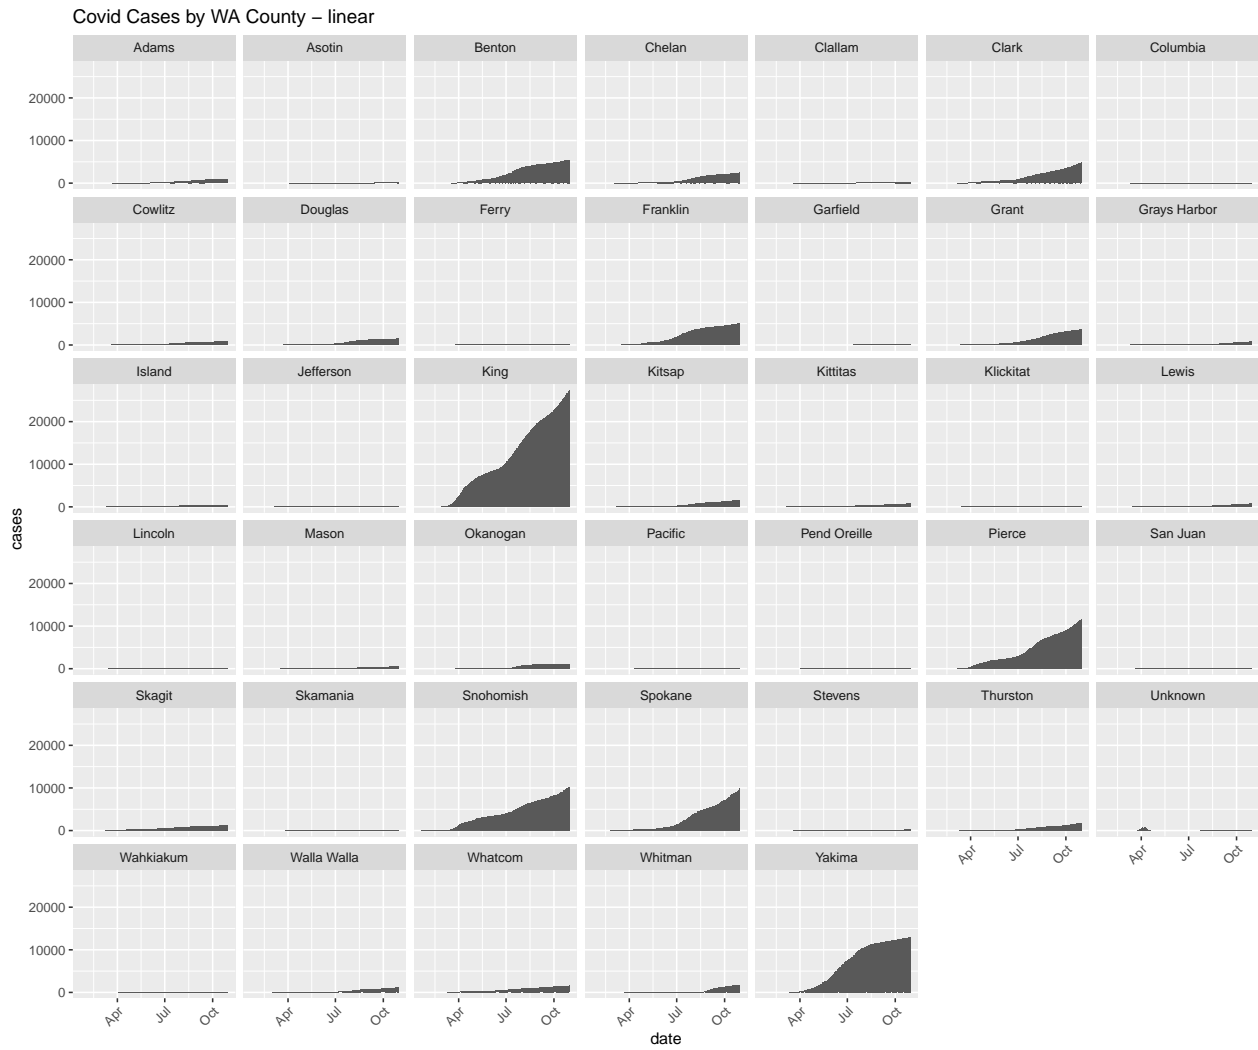 Covid Cases by WA County – linear
Adams Asotin Benton Chelan Clallam Clark Columbia
20000
10000
0
Cowlitz Douglas Ferry Franklin Garfield Grant Grays Harbor
20000
10000
0
Island Jefferson King Kitsap Kittitas Klickitat Lewis
20000
10000
0
cases
Lincoln Mason Okanogan Pacific Pend Oreille Pierce San Juan
20000
10000
0
Skagit Skamania Snohomish Spokane Stevens Thurston Unknown
20000
10000
0
Apr Jul Oct Apr Jul Oct
Wahkiakum Walla Walla Whatcom Whitman Yakima
20000
10000
0
Apr Jul Oct Apr Jul Oct Apr Jul Oct Apr Jul Oct Apr Jul Oct
date